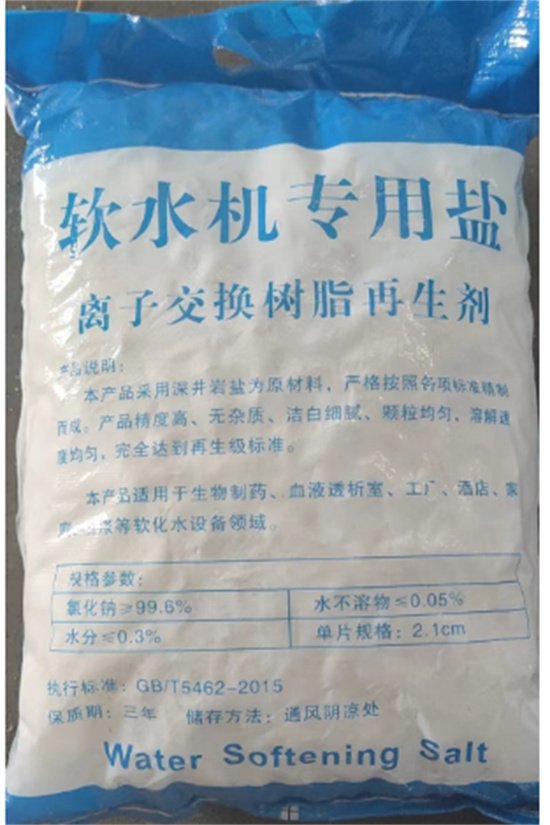 软水机专用盐
离子交换树脂再生剂
产品说明：
本产品采用深井岩盐为原材料，严格按照各项标准精制
而成。产品精度高、无杂质、洁白细腻、颗粒均匀，溶解速
度均匀，完全达到再生级标准。
本产品适用于生物制药、血液透析室、工厂、酒店、家
等软化水设备领域。
规格参数：
氯化钠≥99.6% 水不溶物≤0.05%
水分≤0.3% 单片规格：2.1cm
执行标准：GB/T5462-2015
保质期：三年 储存方法：通风阴凉处
Water Softening Salt